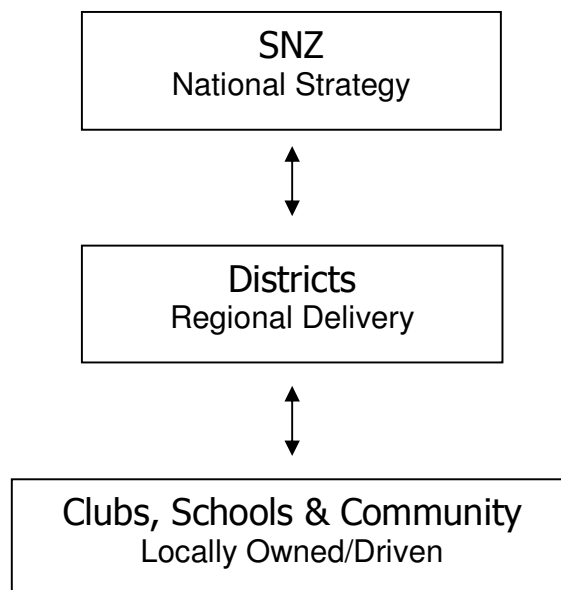 SNZ
National Strategy
Districts
Regional Delivery
Clubs, Schools & Community
Locally Owned/Driven